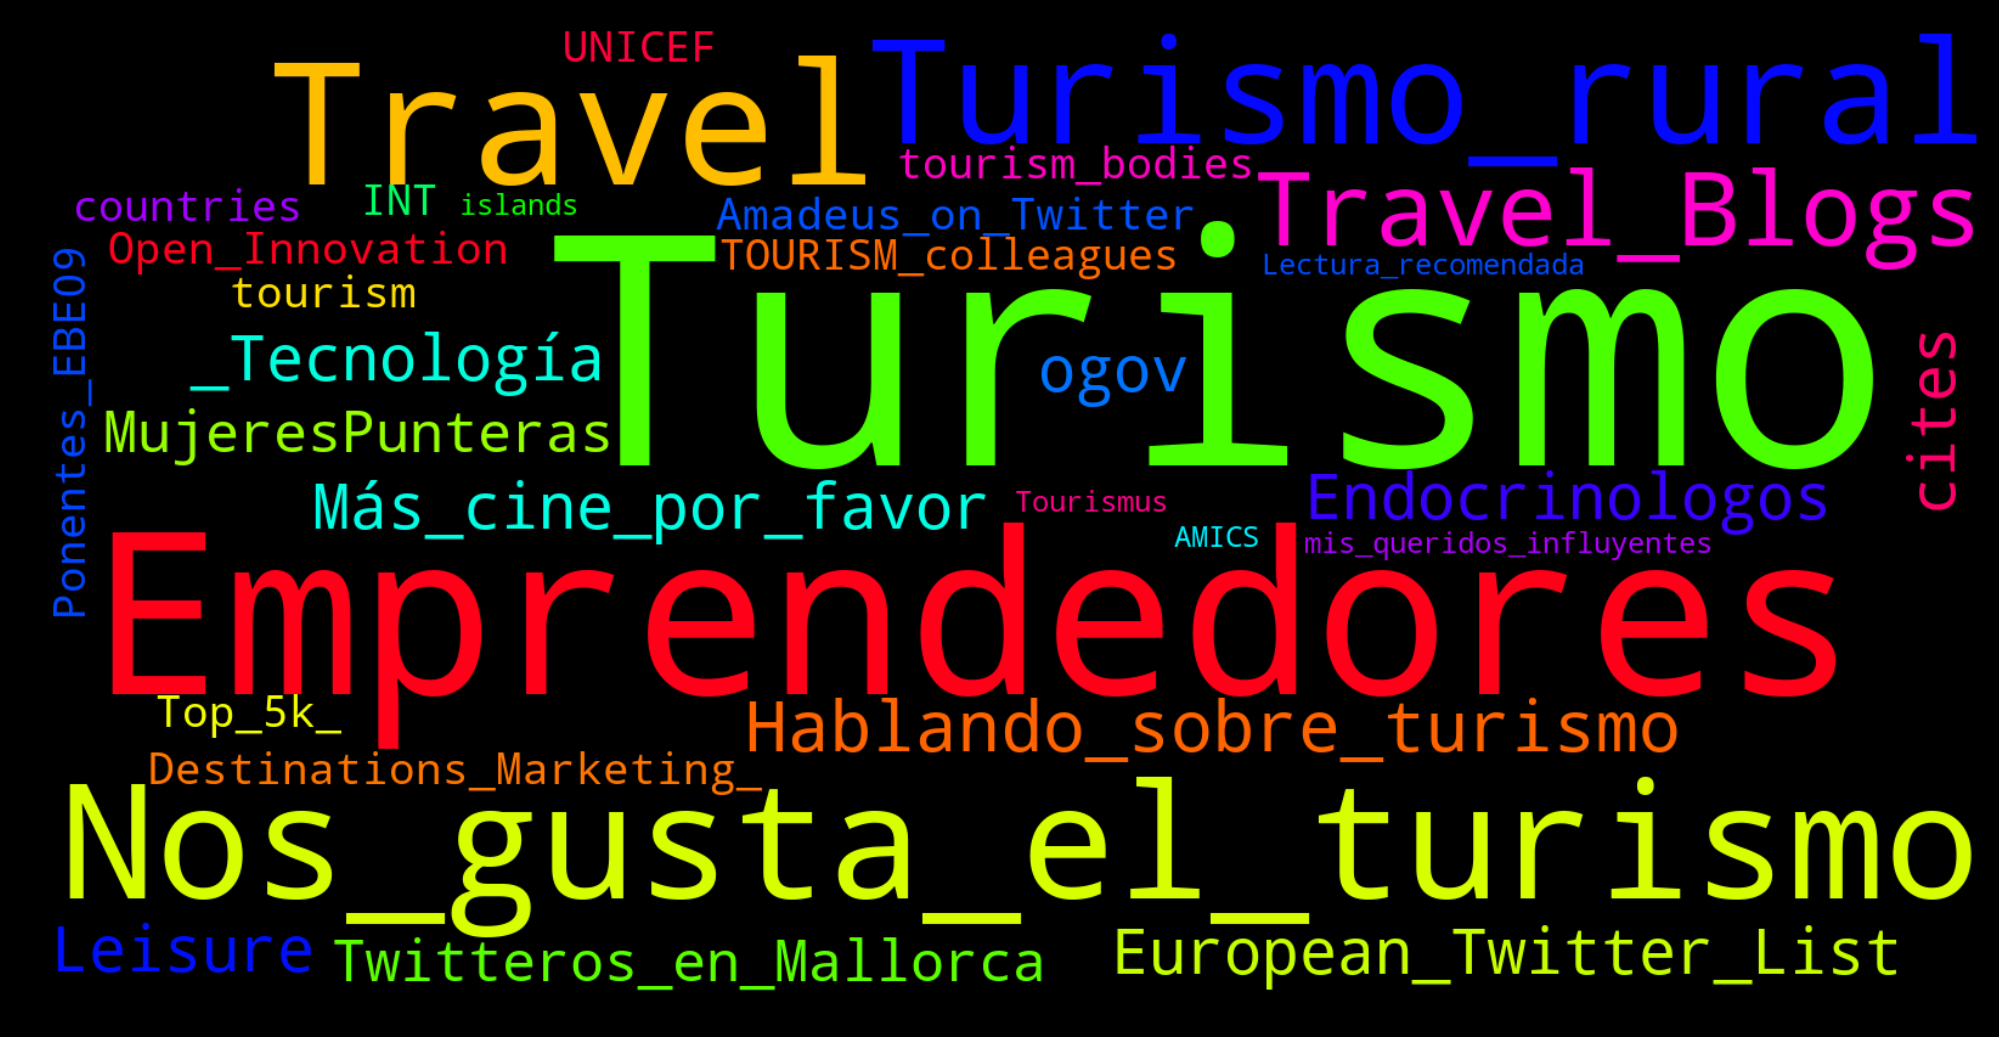 UNICEF
Travel
Turismo_rural
tourism_bodies
countries
INT
islands
Amadeus_on_Twitter
Travel_Blogs
Open_Innovation
TOURISM_colleagues
Lectura_recomendada
tourism
Turismo
Ponentes_EBE09
_Tecnología
ogov
cites
MujeresPunteras
Más_cine_por_favor
Tourismus
Endocrinologos
AMICS
mis_queridos_influyentes
Emprendedores
Top_5k_
Hablando_sobre_turismo
Destinations_Marketing_
Nos_gusta_el_turismo
Leisure
Twitteros_en_Mallorca
European_Twitter_List